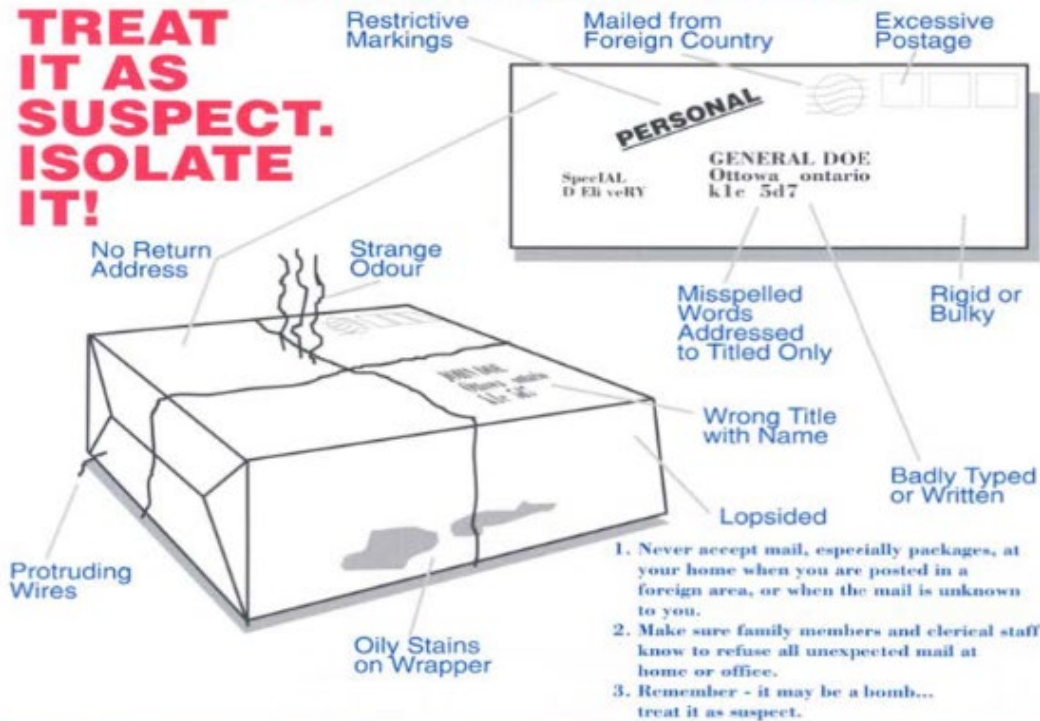 TREAT
IT AS
SUSPECT.
ISOLATE
IT!
Restrictive
Markings
Mailed from
Foreign Country
Excessive
Postage
PERSONAL
SpecIAL
D Eli veRY
GENERAL DOE
Ottowa ontario
k1c 5d7
No Return
Address
Strange
Odour
Misspelled
Words
Addressed
to Titled Only
Rigid or
Bulky
Wrong Title
with Name
Badly Typed
or Written
Lopsided
Protruding
Wires
Oily Stains
on Wrapper
1. Never accept mail, especially packages, at
your home when you are posted in a
foreign area, or when the mail is unknown
to you.
2. Make sure family members and clerical staff
know to refuse all unexpected mail at
home or office.
3. Remember - it may be a bomb...
treat it as suspect.